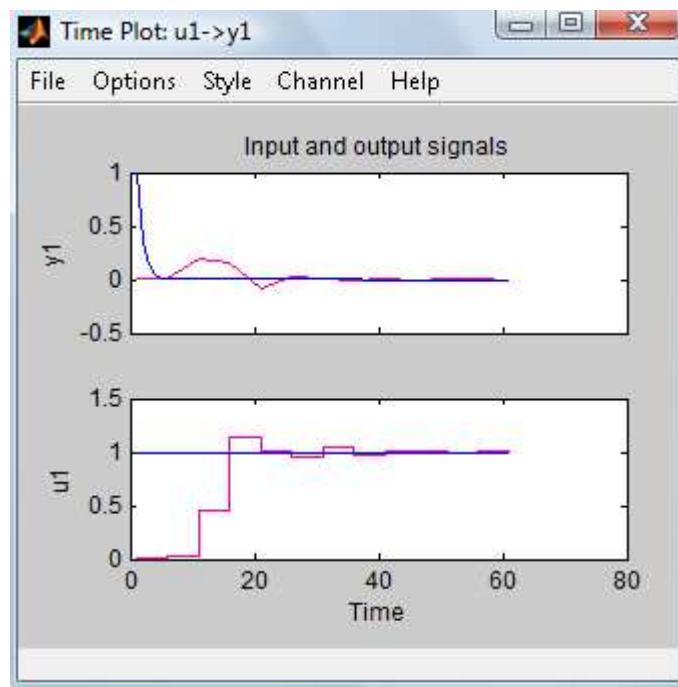 Time Plot: u1->y1
File Options Style Channel Help
Input and output signals
1
0.5
0
-0.5
y1
1.5
1
0.5
0
u1
0 20 40 60 80
Time